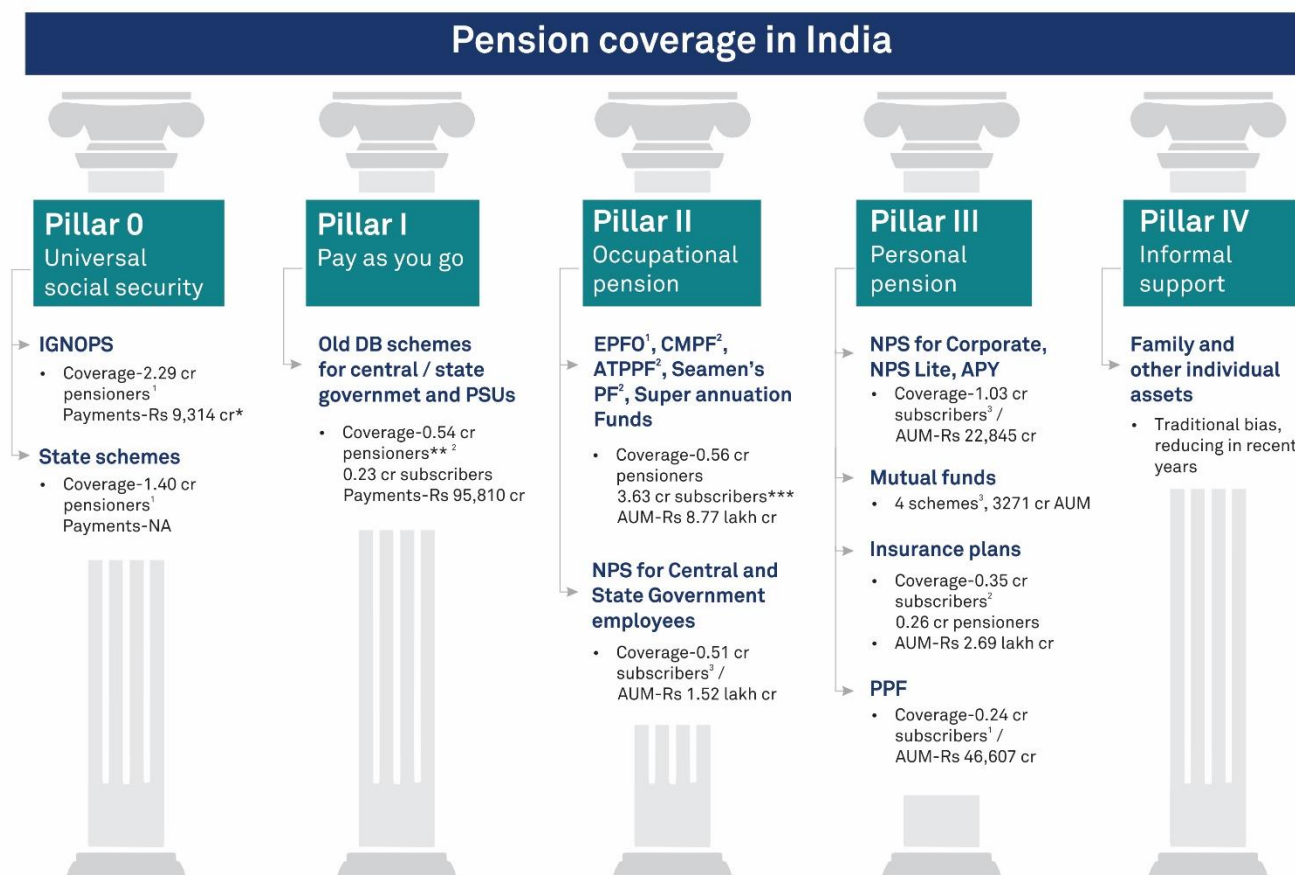 Pension coverage in India
Pillar 0
Universal
social security
IGNOPS
• Coverage-2.29 cr
pensioners¹
Payments-Rs 9,314 cr*
State schemes
• Coverage-1.40 cr
pensioners¹
Payments-NA
Pillar I
Pay as you go
Old DB schemes
for central / state
governmet and PSUs
• Coverage-0.54 cr
pensioners** ²
0.23 cr subscribers
Payments-Rs 95,810 cr
Pillar II
Occupational
pension
EPFO¹, CMPF²,
ATPPF², Seamen's
PF², Super annuation
Funds
• Coverage-0.56 cr
pensioners
3.63 cr subscribers***
AUM-Rs 8.77 lakh cr
NPS for Central and
State Government
employees
• Coverage-0.51 cr
subscribers³ /
AUM-Rs 1.52 lakh cr
Pillar III
Personal
pension
NPS for Corporate,
NPS Lite, APY
• Coverage-1.03 cr
subscribers³ /
AUM-Rs 22,845 cr
Mutual funds
• 4 schemes³, 3271 cr AUM
Insurance plans
• Coverage-0.35 cr
subscribers²
0.26 cr pensioners
• AUM-Rs 2.69 lakh cr
PPF
• Coverage-0.24 cr
subscribers¹ /
AUM-Rs 46,607 cr
Pillar IV
Informal
support
Family and
other individual
assets
• Traditional bias,
reducing in recent
years